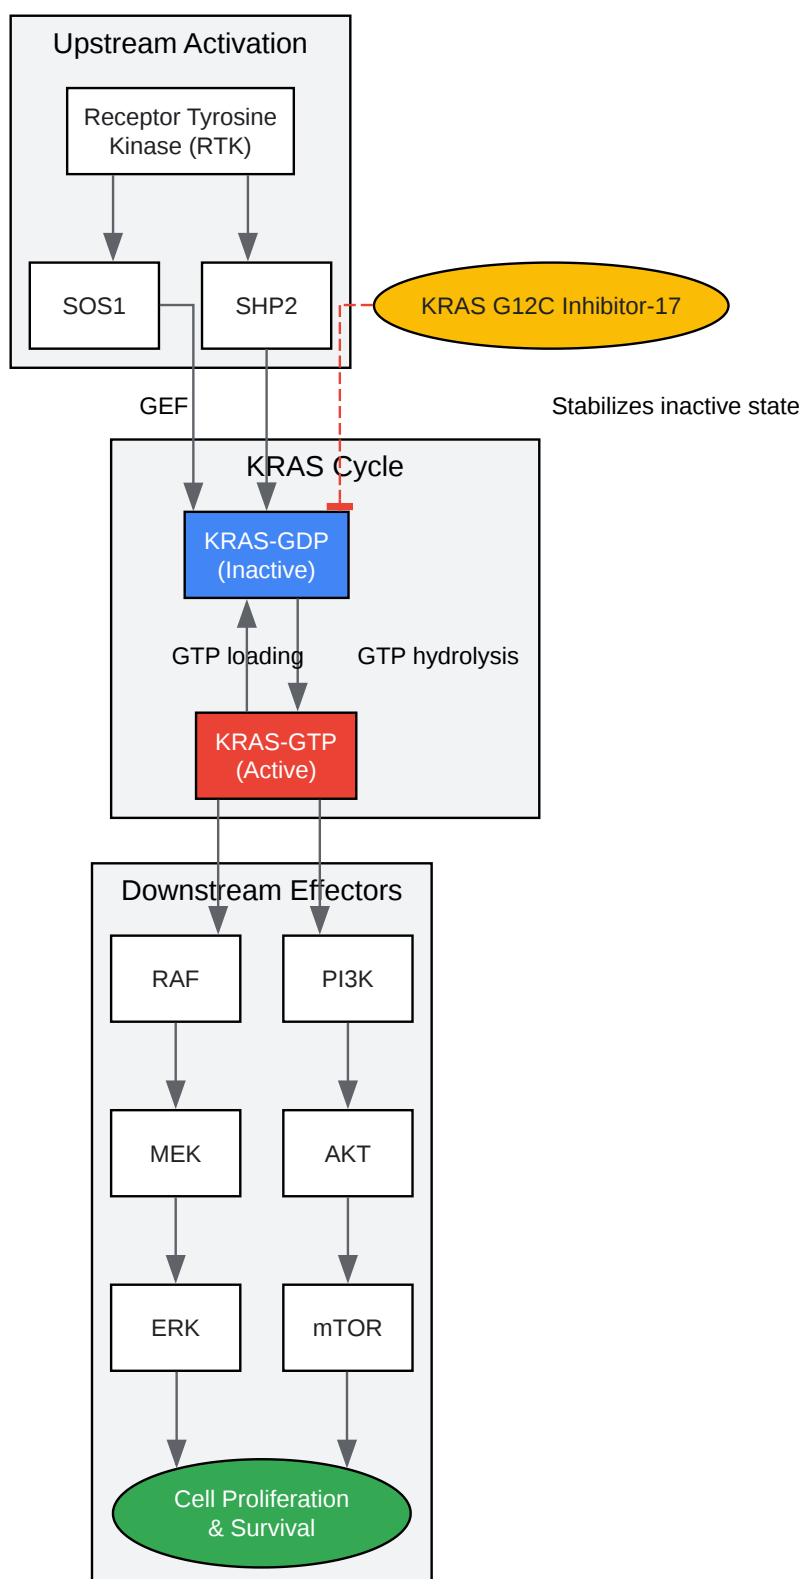 Upstream Activation
Receptor Tyrosine
Kinase (RTK)
SOS1
SHP2
KRAS G12C Inhibitor-17
GEF
Stabilizes inactive state
KRAS Cycle
KRAS-GDP
(Inactive)
GTP loading
GTP hydrolysis
KRAS-GTP
(Active)
Downstream Effectors
RAF
PI3K
MEK
AKT
ERK
mTOR
Cell Proliferation
& Survival